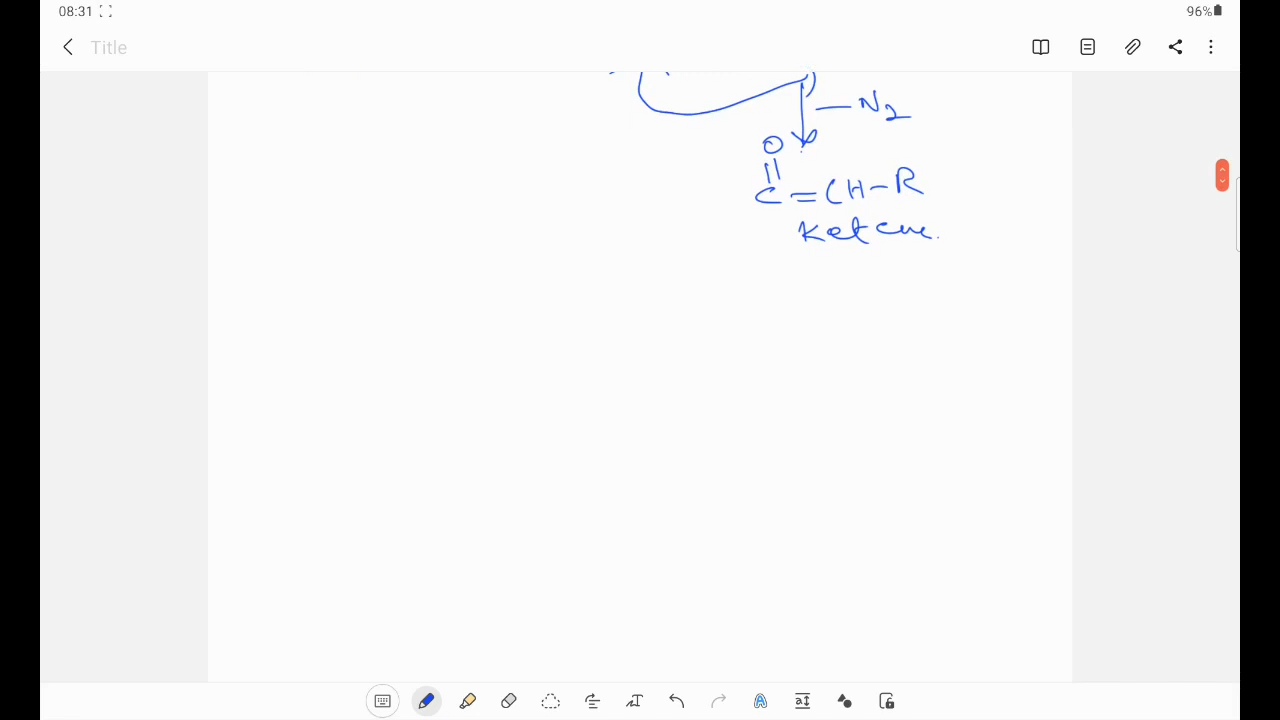 08:31
96%
Title
— N2
O
||
C = CH - R
Ketene.